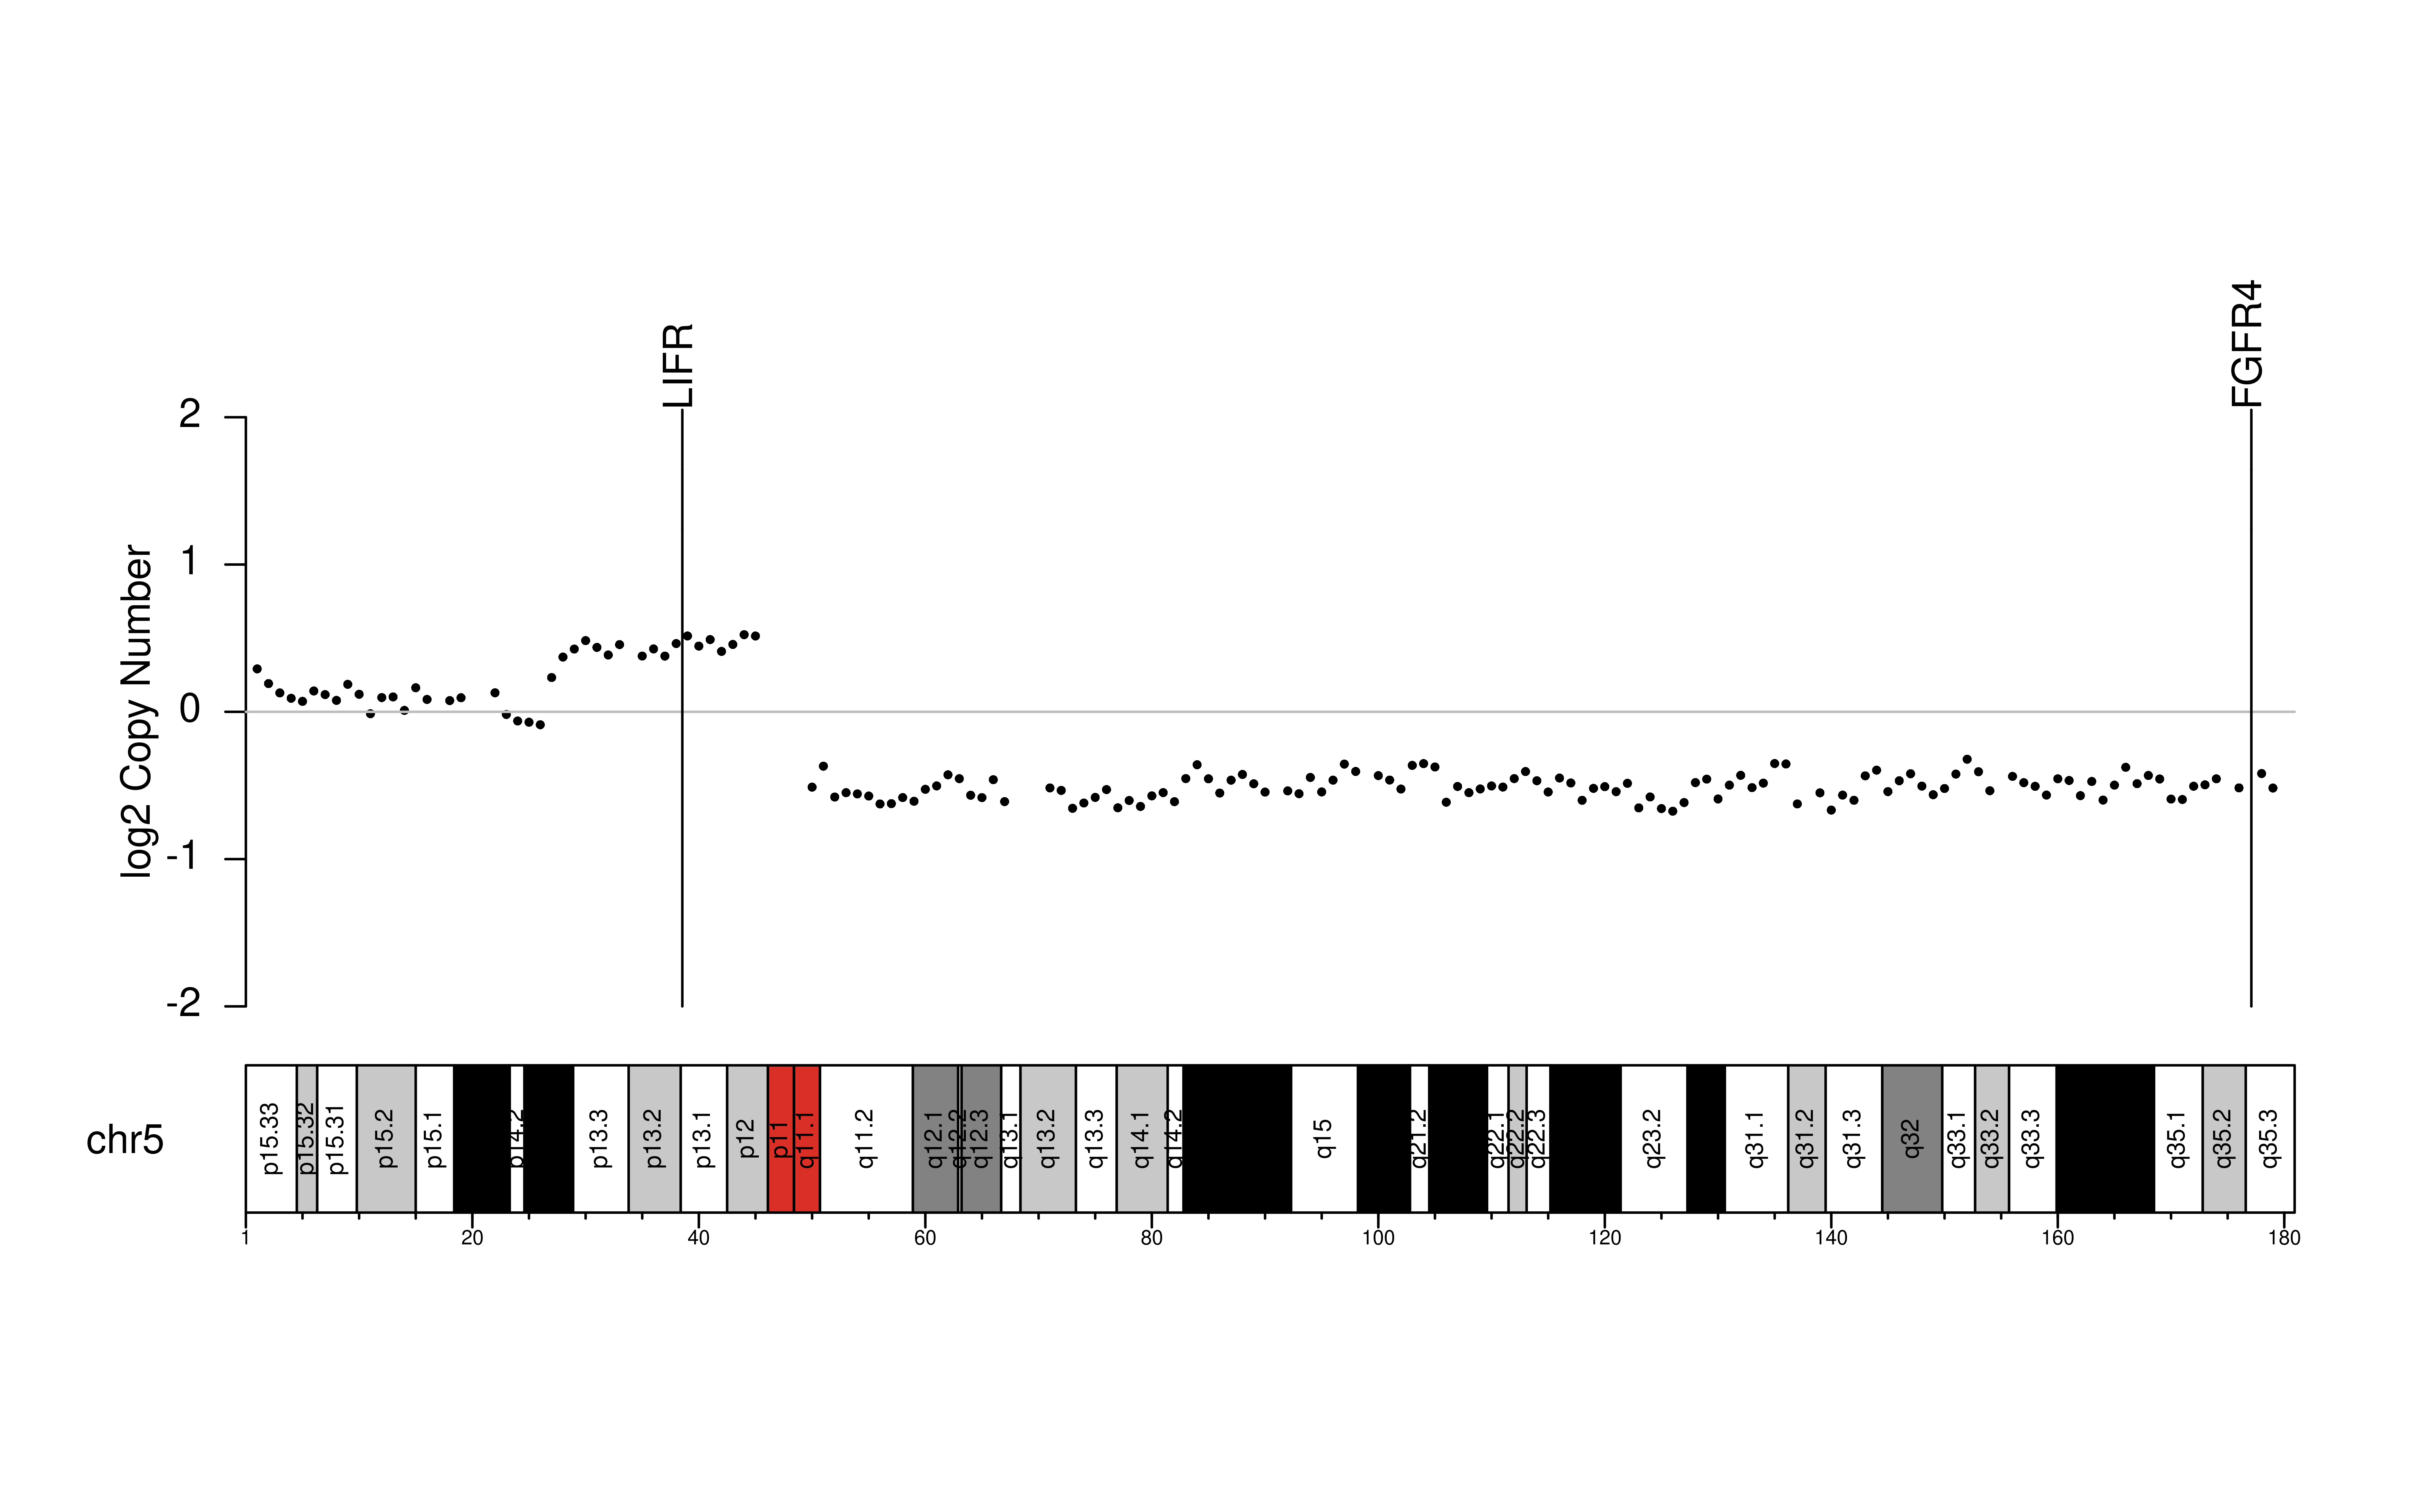 LIFR
FGFR4
log2 Copy Number
2
1
0
-1
-2
chr5
p15.33
p15.32
p15.31
p15.2
p15.1
p14.2
p13.3
p13.2
p13.1
p12
p11
q11.1
q11.2
q12.1
q12.2
q12.3
q13.1
q13.2
q13.3
q14.1
q14.2
q15
q21.2
q22.1
q22.2
q22.3
q23.2
q31.1
q31.2
q31.3
q32
q33.1
q33.2
q33.3
q35.1
q35.2
q35.3
1 20 40 60 80 100 120 140 160 180